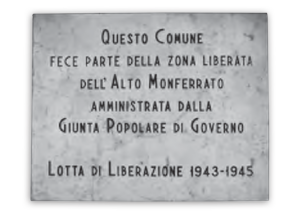 Questo Comune
fece parte della zona liberata
dell'Alto Monferrato
amministrata dalla
Giunta Popolare di Governo
Lotta di Liberazione 1943-1945